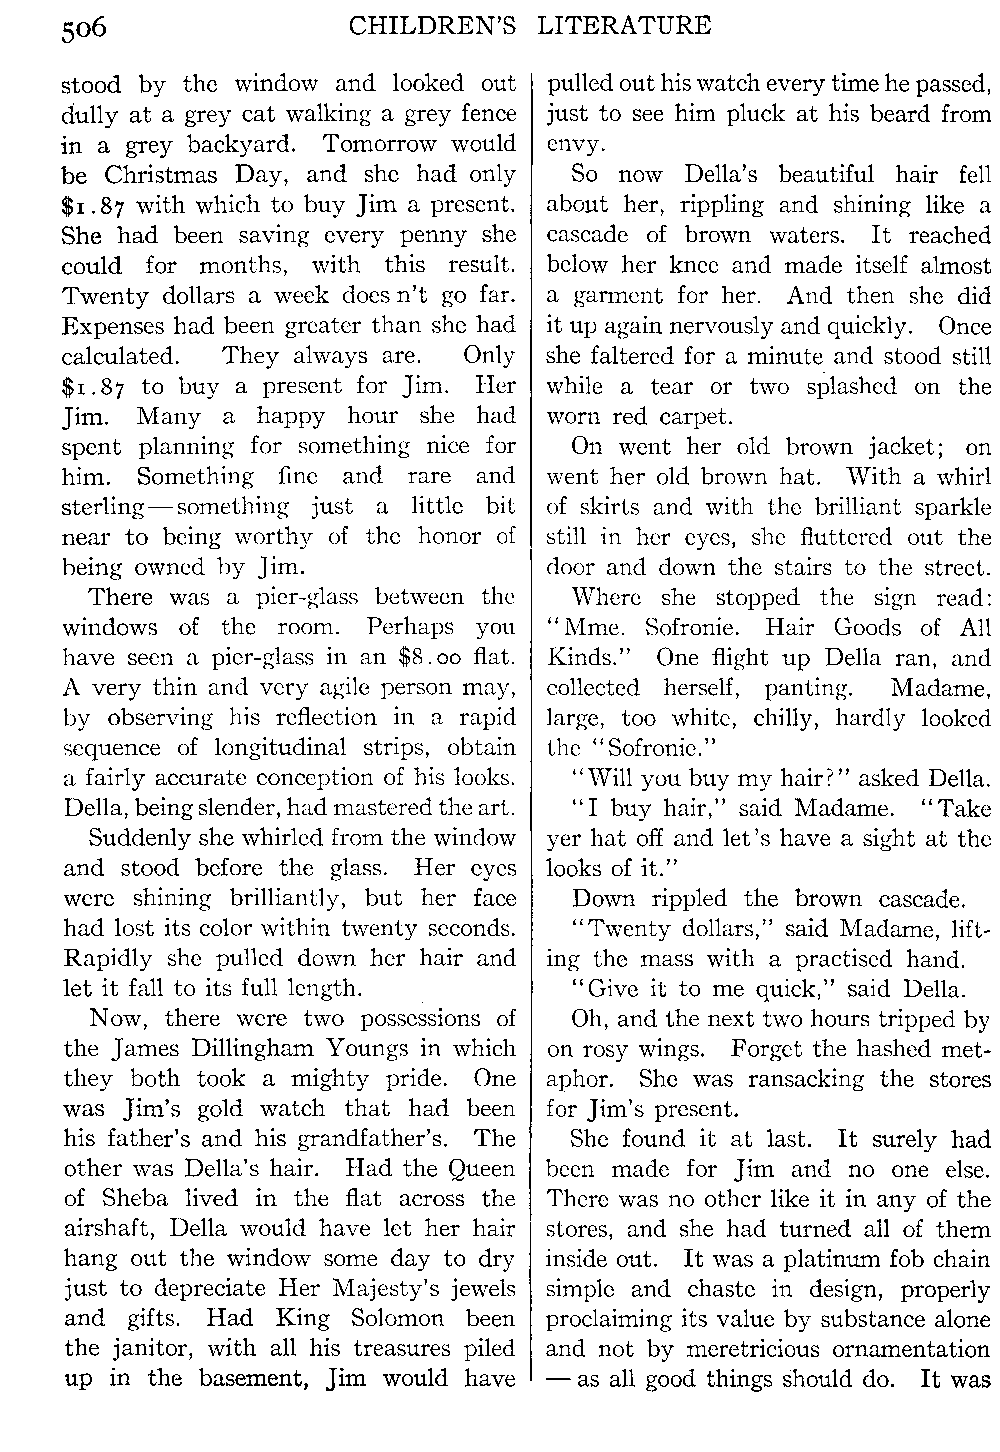 506
CHILDREN'S LITERATURE
stood by the window and looked out
dully at a grey cat walking a grey fence
in a grey backyard. Tomorrow would
be Christmas Day, and she had only
$1.87 with which to buy Jim a present.
She had been saving every penny she
could for months, with this result.
Twenty dollars a week does n't go far.
Expenses had been greater than she had
calculated. They always are. Only
$1.87 to buy a present for Jim. Her
Jim. Many a happy hour she had
spent planning for something nice for
him. Something fine and rare and
sterling—something just a little bit
near to being worthy of the honor of
being owned by Jim.
There was a pier-glass between the
windows of the room. Perhaps you
have seen a pier-glass in an $8.00 flat.
A very thin and very agile person may,
by observing his reflection in a rapid
sequence of longitudinal strips, obtain
a fairly accurate conception of his looks.
Della, being slender, had mastered the art.
Suddenly she whirled from the window
and stood before the glass. Her eyes
were shining brilliantly, but her face
had lost its color within twenty seconds.
Rapidly she pulled down her hair and
let it fall to its full length.
Now, there were two possessions of
the James Dillingham Youngs in which
they both took a mighty pride. One
was Jim's gold watch that had been
his father's and his grandfather's. The
other was Della's hair. Had the Queen
of Sheba lived in the flat across the
airshaft, Della would have let her hair
hang out the window some day to dry
just to depreciate Her Majesty's jewels
and gifts. Had King Solomon been
the janitor, with all his treasures piled
up in the basement, Jim would have
pulled out his watch every time he passed,
just to see him pluck at his beard from
envy.
So now Della's beautiful hair fell
about her, rippling and shining like a
cascade of brown waters. It reached
below her knee and made itself almost
a garment for her. And then she did
it up again nervously and quickly. Once
she faltered for a minute and stood still
while a tear or two splashed on the
worn red carpet.
On went her old brown jacket; on
went her old brown hat. With a whirl
of skirts and with the brilliant sparkle
still in her eyes, she fluttered out the
door and down the stairs to the street.
Where she stopped the sign read:
"Mme. Sofronie. Hair Goods of All
Kinds." One flight up Della ran, and
collected herself, panting. Madame,
large, too white, chilly, hardly looked
the "Sofronie."
"Will you buy my hair?" asked Della.
"I buy hair," said Madame. "Take
yer hat off and let's have a sight at the
looks of it."
Down rippled the brown cascade.
"Twenty dollars," said Madame, lift-
ing the mass with a practised hand.
"Give it to me quick," said Della.
Oh, and the next two hours tripped by
on rosy wings. Forget the hashed met-
aphor. She was ransacking the stores
for Jim's present.
She found it at last. It surely had
been made for Jim and no one else.
There was no other like it in any of the
stores, and she had turned all of them
inside out. It was a platinum fob chain
simple and chaste in design, properly
proclaiming its value by substance alone
and not by meretricious ornamentation
—as all good things should do. It was